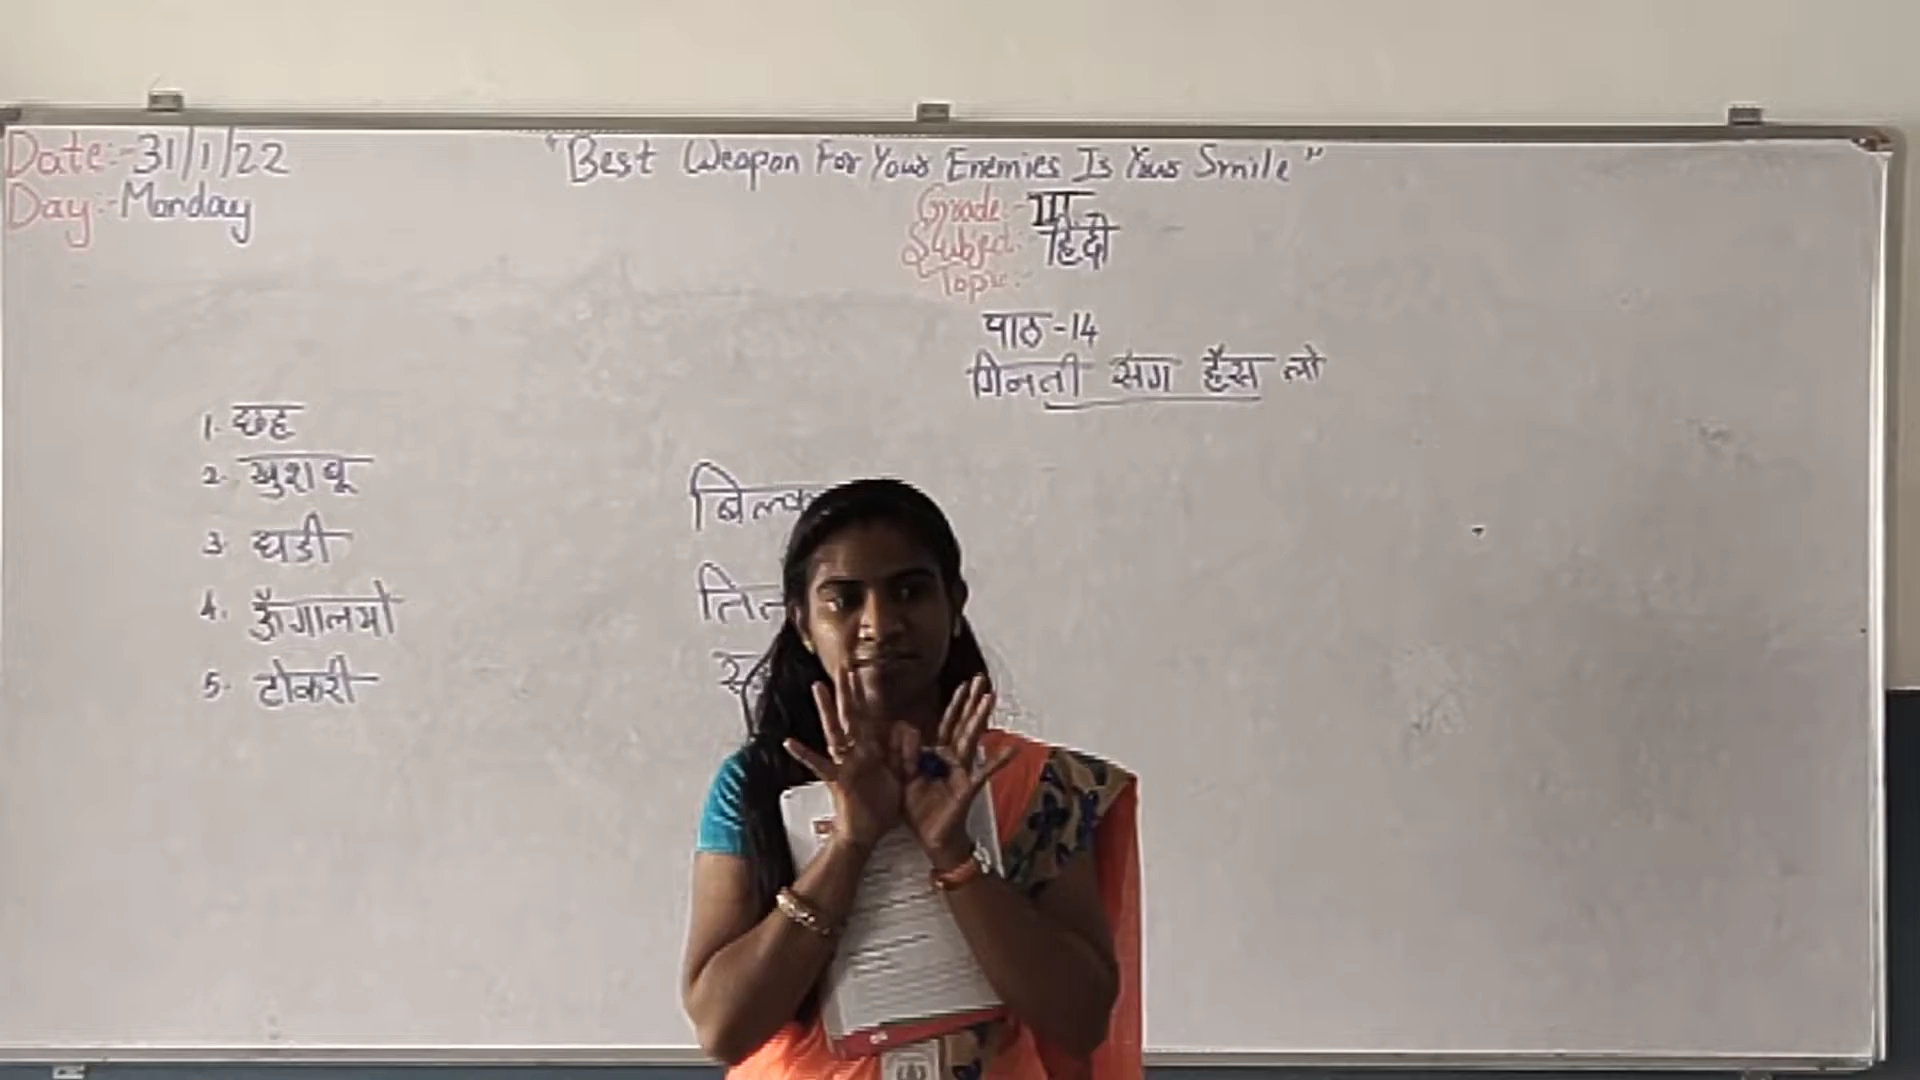 Date:-31/1/22
Day:-Monday
"Best Weapon For Your Enemies Is Your Smile"
Grade:-III
Subject:-हिंदी
Topic:-
पाठ-14
गिनती संग हँस लो
1. छह
2. खुशबू
3. घडी
4.
5. टोकरी